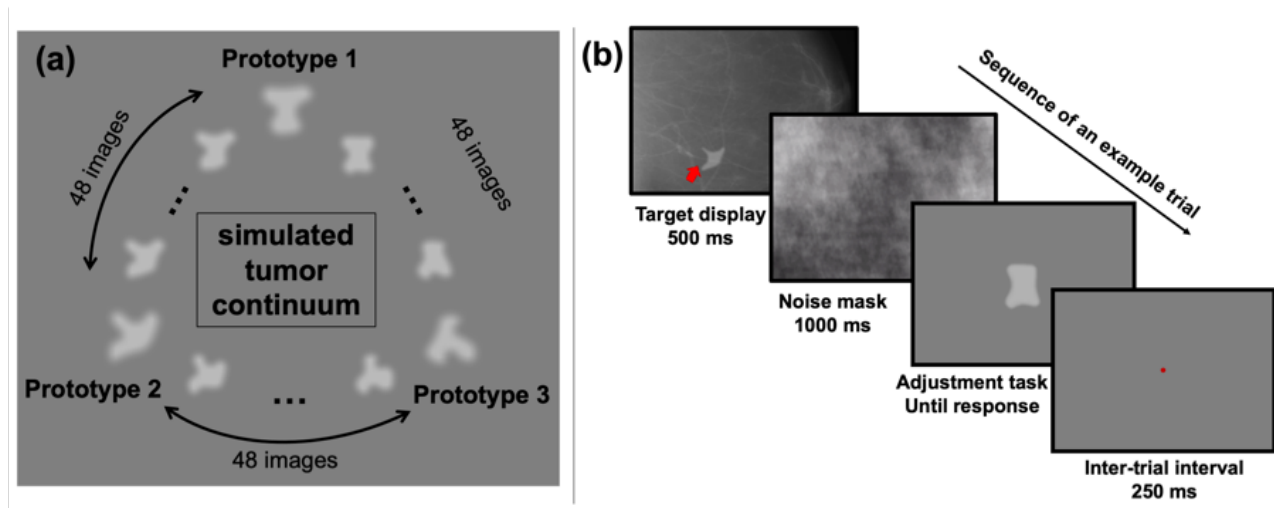 (a)
Prototype 1
48 images
48 images
simulated
tumor
continuum
Prototype 2
...
Prototype 3
48 images
(b)
Sequence of an example trial
Target display
500 ms
Noise mask
1000 ms
Adjustment task
Until response
Inter-trial interval
250 ms